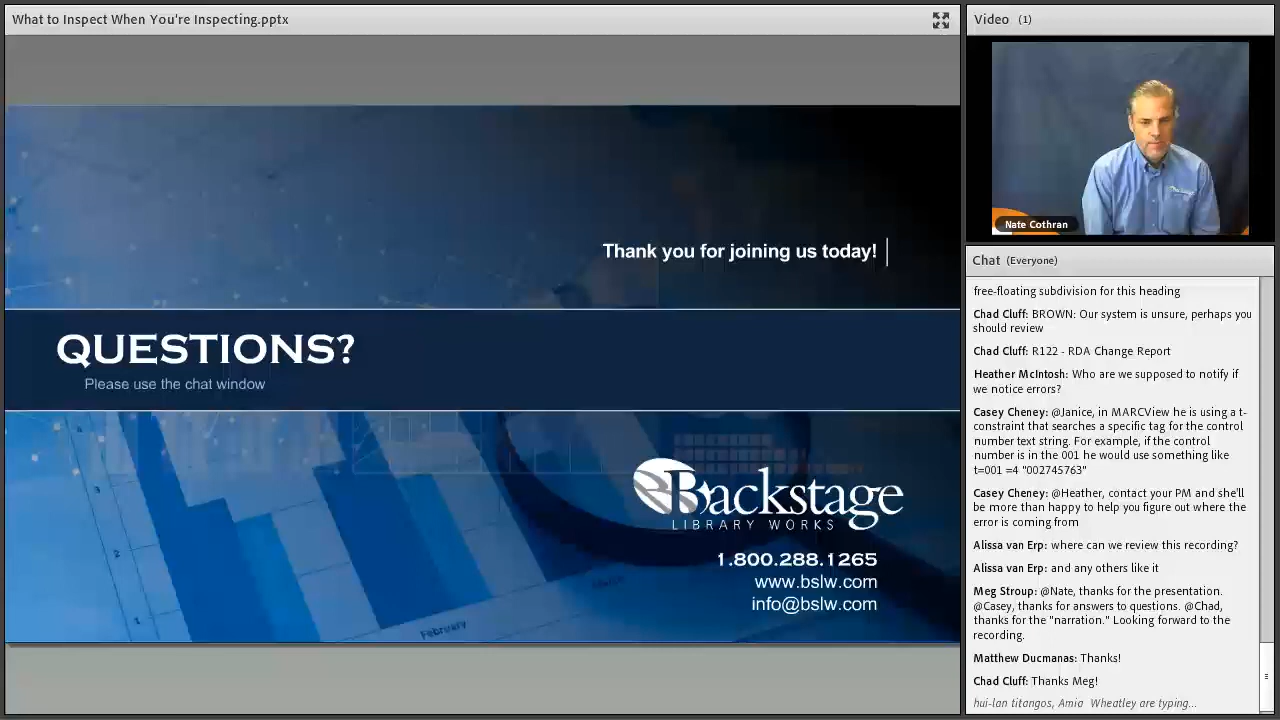 What to Inspect When You're Inspecting.pptx
Thank you for joining us today!
QUESTIONS?
Please use the chat window
Backstage
LIBRARY WORKS
1.800.288.1265
www.bslw.com
info@bslw.com
February
Video (1)
Nate Cothran
Chat (Everyone)
free-floating subdivision for this heading
Chad Cluff: BROWN: Our system is unsure, perhaps you
should review
Chad Cluff: R122 - RDA Change Report
Heather McIntosh: Who are we supposed to notify if
we notice errors?
Casey Cheney: @Janice, in MARCView he is using a t-
constraint that searches a specific tag for the control
number text string. For example, if the control
number is in the 001 he would use something like
t=001 =4 "002745763"
Casey Cheney: @Heather, contact your PM and she'll
be more than happy to help you figure out where the
error is coming from
Alissa van Erp: where can we review this recording?
Alissa van Erp: and any others like it
Meg Stroup: @Nate, thanks for the presentation.
@Casey, thanks for answers to questions. @Chad,
thanks for the "narration." Looking forward to the
recording.
Matthew Ducmanas: Thanks!
Chad Cluff: Thanks Meg!
hui-lan titangos, Amia Wheatley are typing...